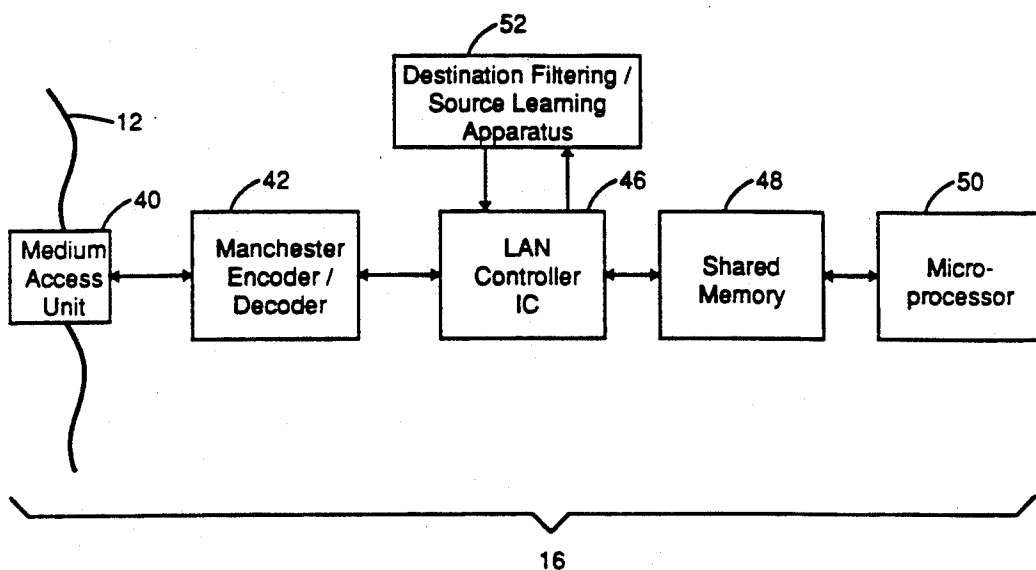 52
Destination Filtering /
Source Learning
Apparatus
12
40
Medium
Access
Unit
42
Manchester
Encoder /
Decoder
46
LAN
Controller
IC
48
Shared
Memory
50
Micro-
processor
16